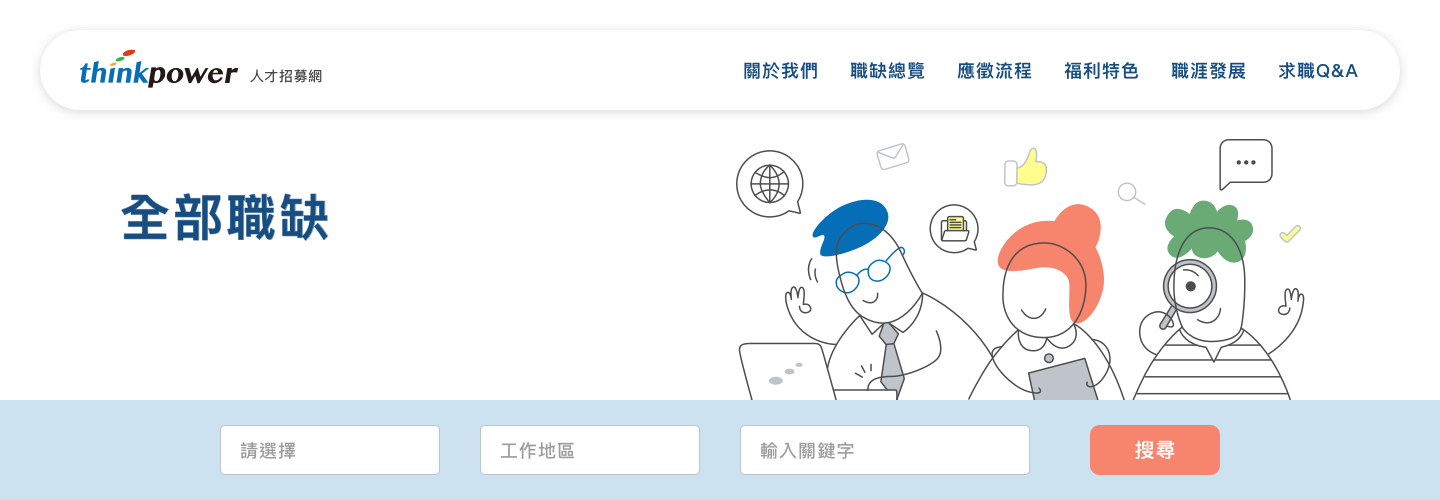 thinkpower 人才招募網
關於我們 職缺總覽 應徵流程 福利特色 職涯發展 求職Q&A
全部職缺
請選擇 工作地區 輸入關鍵字 搜尋